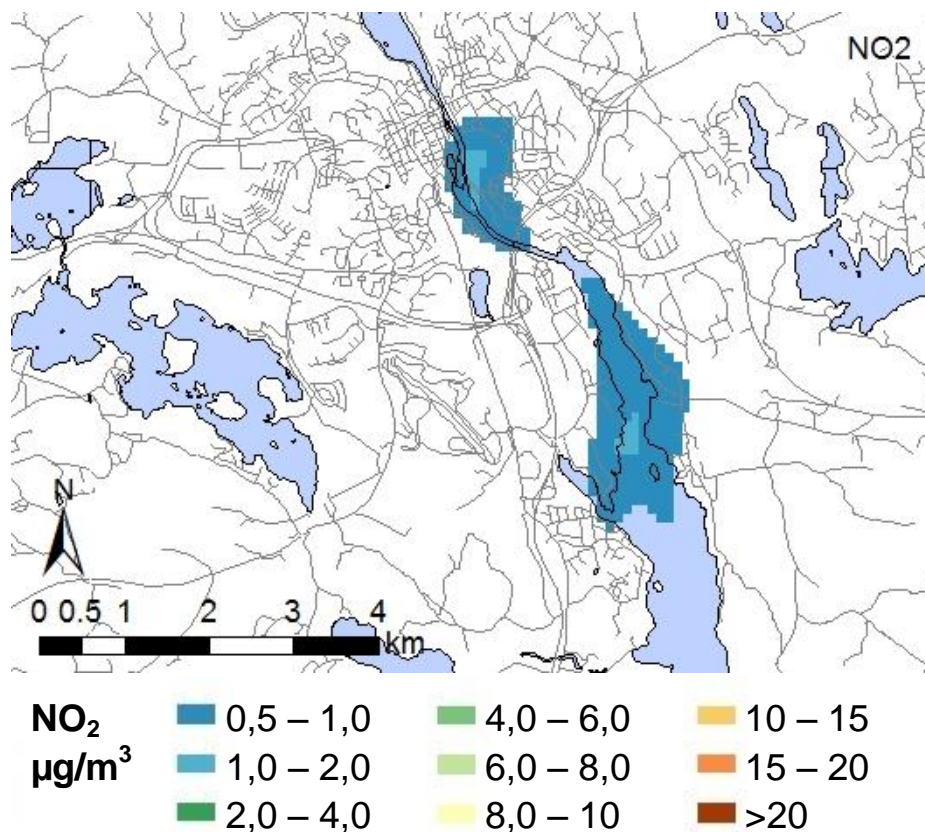 NO2
N
0 0.5 1 2 3 4
km
NO₂ 0,5 – 1,0 4,0 – 6,0 10 – 15
µg/m³ 1,0 – 2,0 6,0 – 8,0 15 – 20
2,0 – 4,0 8,0 – 10 >20